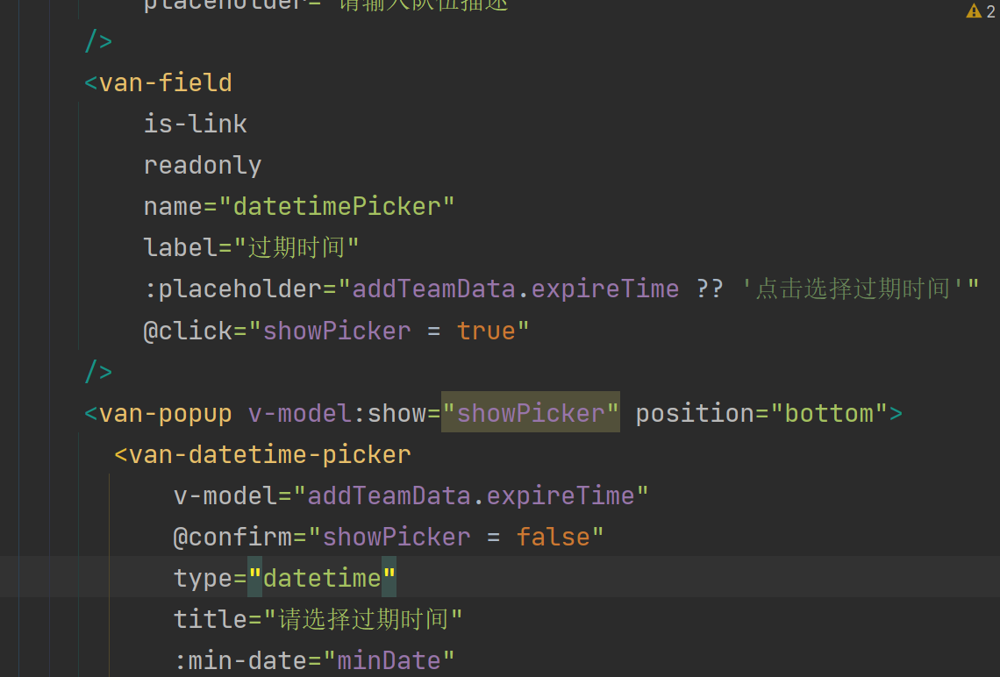 placeholder="请输入队伍描述
⚠ 2
/>
<van-field
is-link
readonly
name="datetimePicker"
label="过期时间"
:placeholder="addTeamData.expireTime ?? '点击选择过期时间'"
@click="showPicker = true"
/>
<van-popup v-model:show="showPicker" position="bottom">
<van-datetime-picker
v-model="addTeamData.expireTime"
@confirm="showPicker = false"
type="datetime"
title="请选择过期时间"
:min-date="minDate"